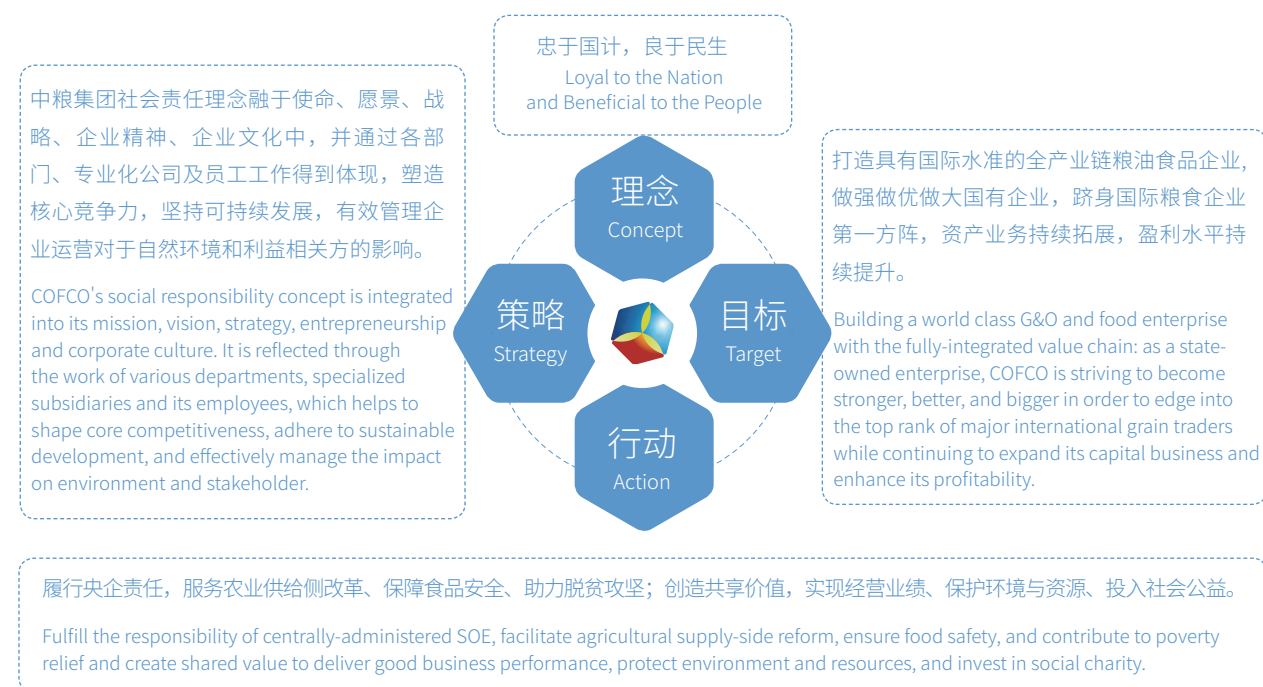 忠于国计，良于民生
Loyal to the Nation
and Beneficial to the People
中粮集团社会责任理念融于使命、愿景、战
略、企业精神、企业文化中，并通过各部
门、专业化公司及员工工作得到体现，塑造
核心竞争力，坚持可持续发展，有效管理企
业运营对于自然环境和利益相关方的影响。
COFCO's social responsibility concept is integrated
into its mission, vision, strategy, entrepreneurship
and corporate culture. It is reflected through
the work of various departments, specialized
subsidiaries and its employees, which helps to
shape core competitiveness, adhere to sustainable
development, and effectively manage the impact
on environment and stakeholder.
理念
Concept
策略
Strategy
目标
Target
行动
Action
打造具有国际水准的全产业链粮油食品企业,
做强做优做大国有企业，跻身国际粮食企业
第一方阵，资产业务持续拓展，盈利水平持
续提升。
Building a world class G&O and food enterprise
with the fully-integrated value chain: as a state-
owned enterprise, COFCO is striving to become
stronger, better, and bigger in order to edge into
the top rank of major international grain traders
while continuing to expand its capital business and
enhance its profitability.
履行央企责任，服务农业供给侧改革、保障食品安全、助力脱贫攻坚；创造共享价值，实现经营业绩、保护环境与资源、投入社会公益。
Fulfill the responsibility of centrally-administered SOE, facilitate agricultural supply-side reform, ensure food safety, and contribute to poverty
relief and create shared value to deliver good business performance, protect environment and resources, and invest in social charity.